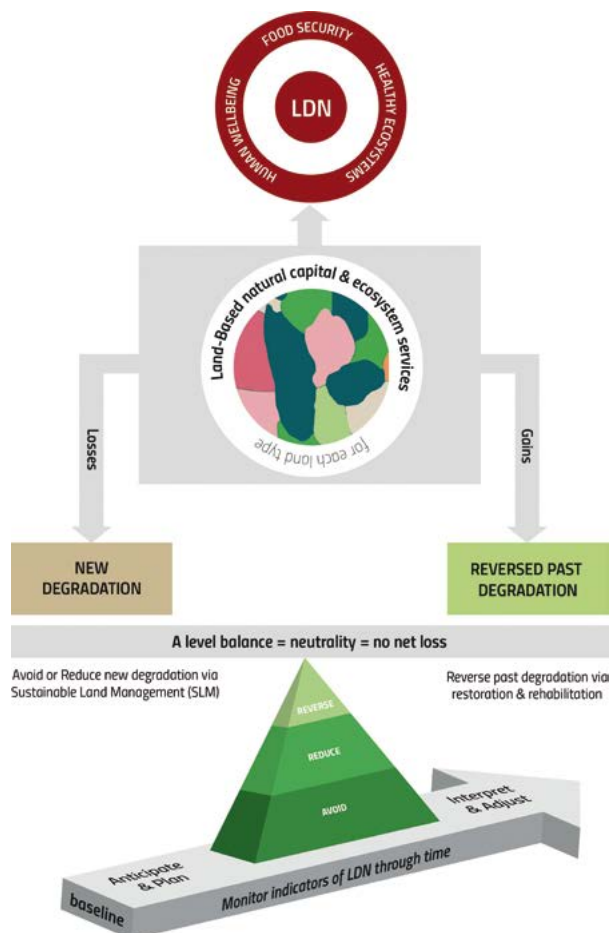 FOOD SECURITY
HUMAN WELLBEING
HEALTHY ECOSYSTEMS
LDN
Land-Based natural capital & ecosystem services
for each land type
Losses
Gains
NEW
DEGRADATION
REVERSED PAST
DEGRADATION
A level balance = neutrality = no net loss
Avoid or Reduce new degradation via
Sustainable Land Management (SLM)
Reverse past degradation via
restoration & rehabilitation
REVERSE
REDUCE
AVOID
Anticipate
& Plan
Interpret
& Adjust
Monitor indicators of LDN through time
baseline